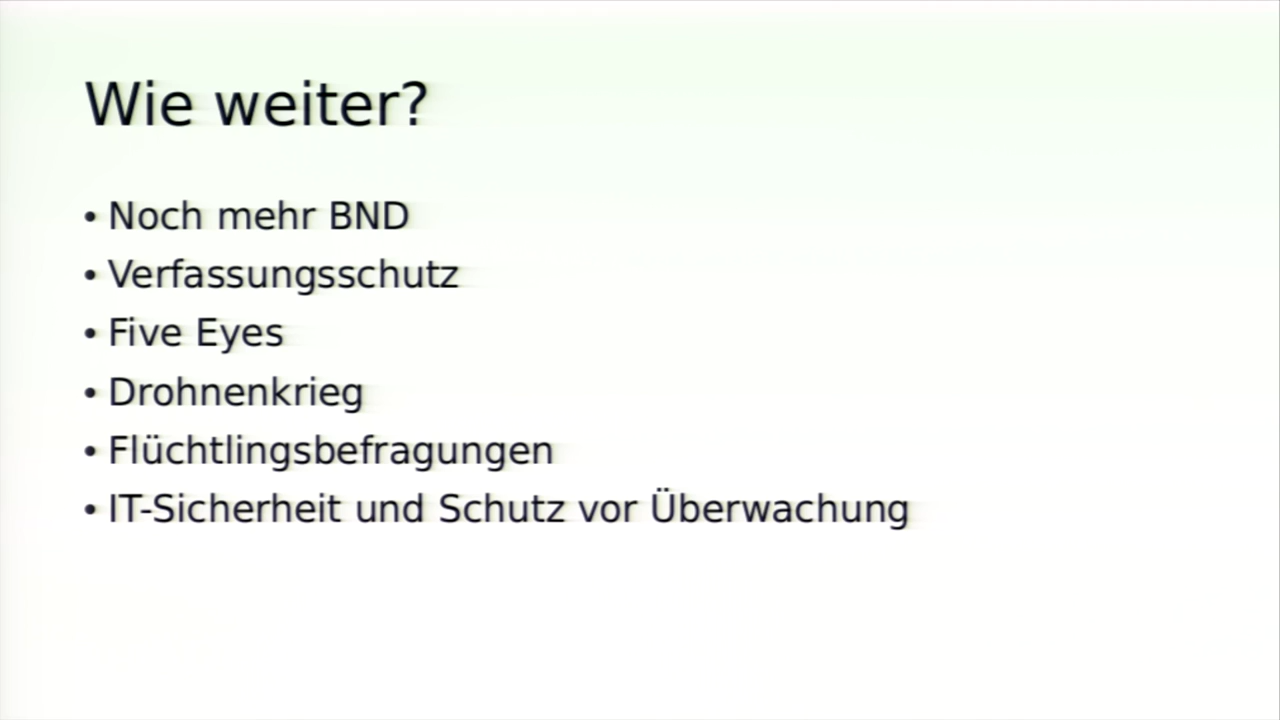 Wie weiter?
• Noch mehr BND
• Verfassungsschutz
• Five Eyes
• Drohnenkrieg
• Flüchtlingsbefragungen
• IT-Sicherheit und Schutz vor Überwachung